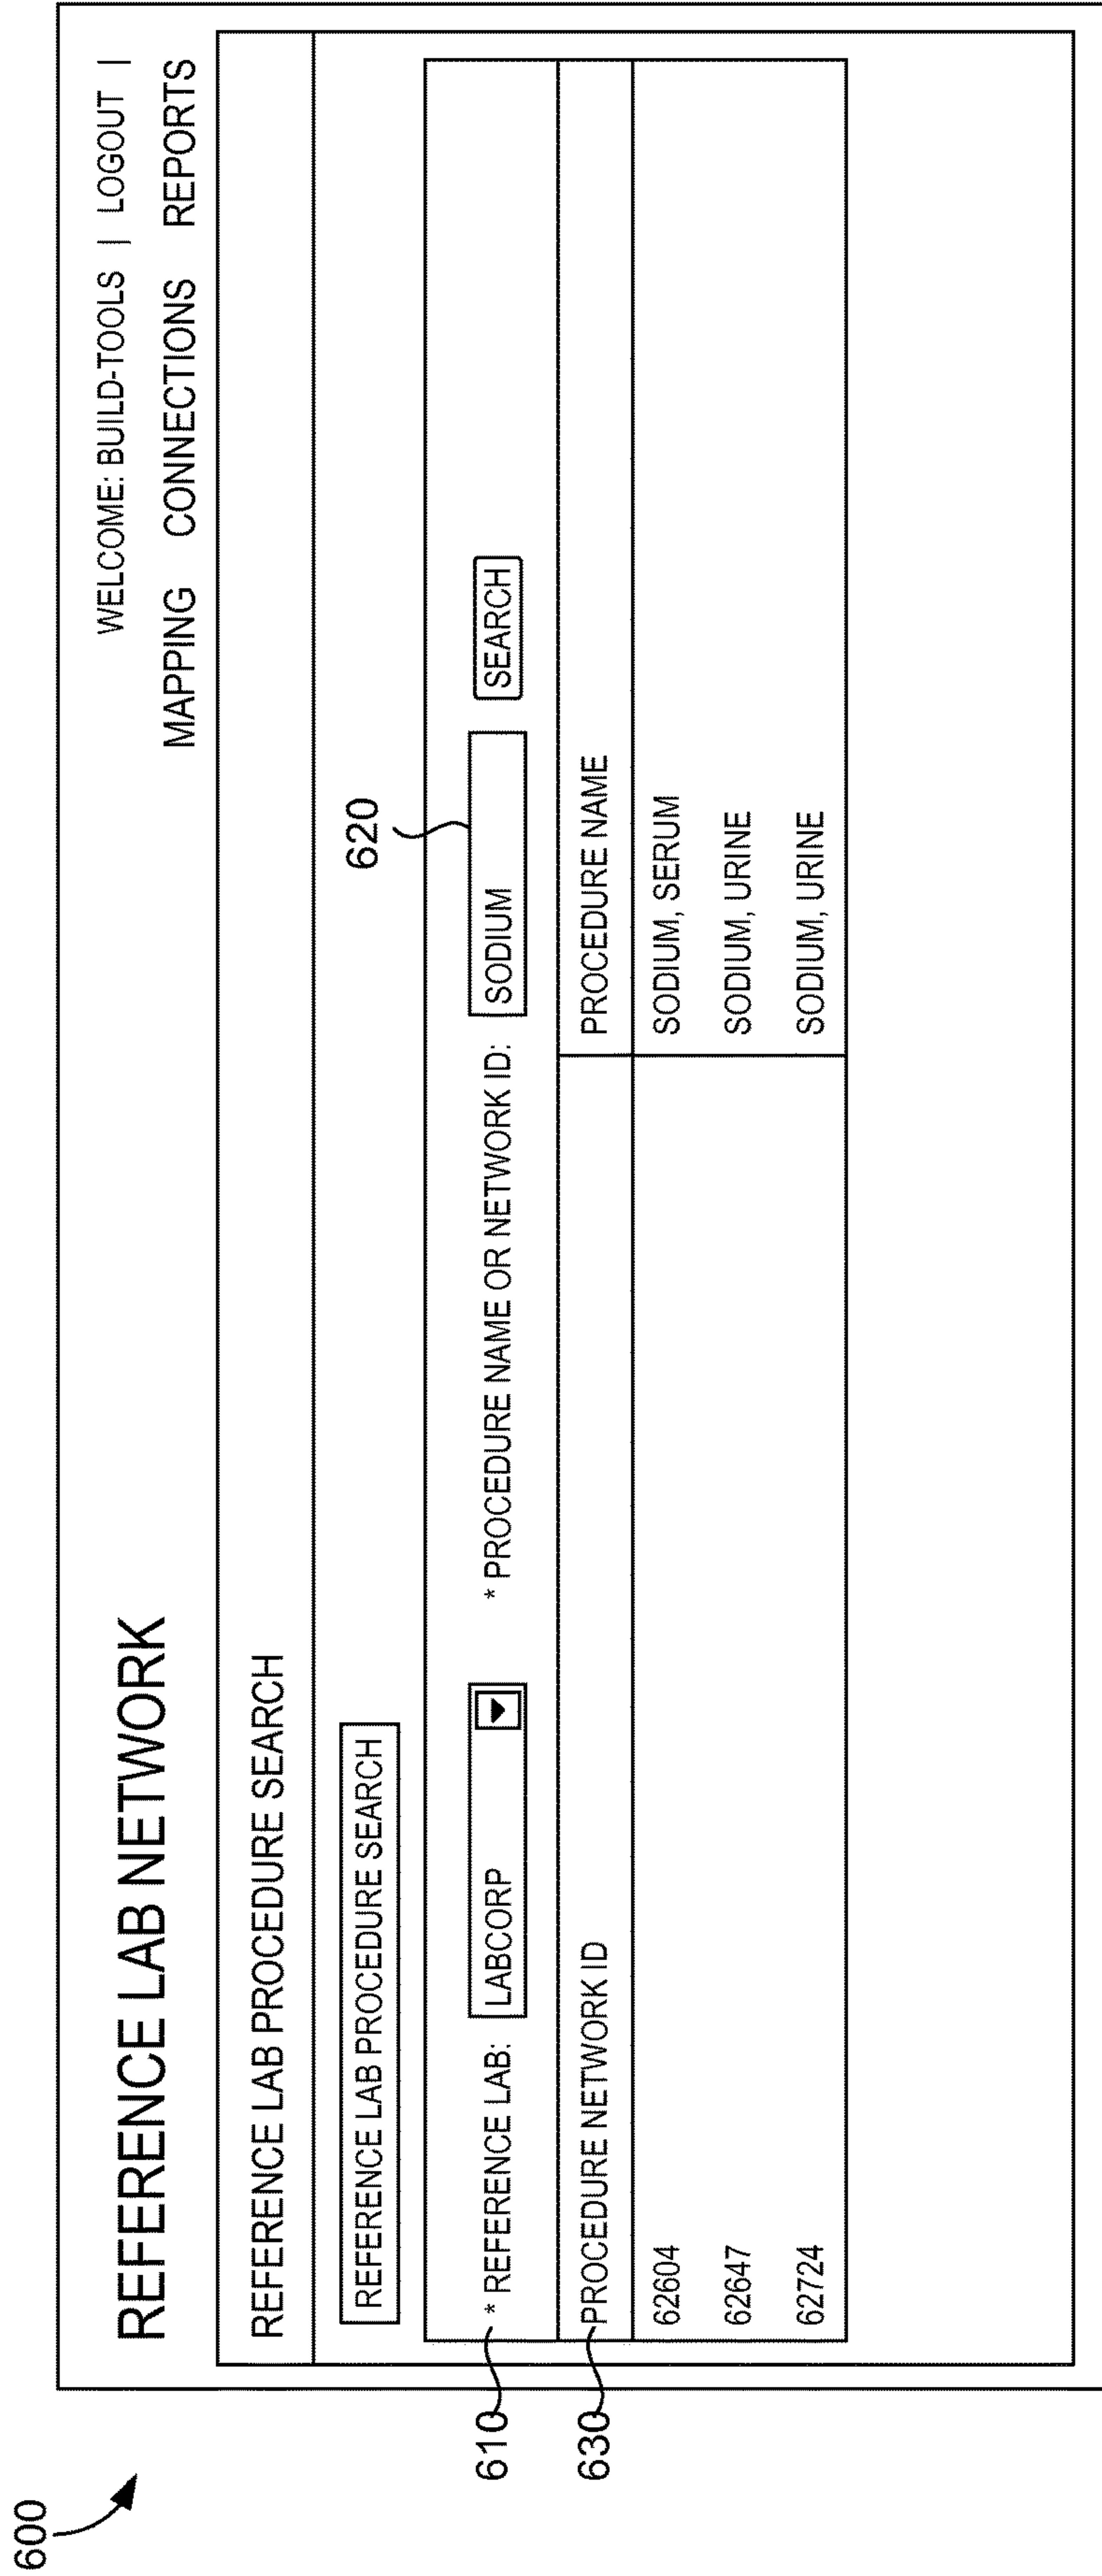 600
WELCOME: BUILD-TOOLS | LOGOUT |
REFERENCE LAB NETWORK
MAPPING CONNECTIONS REPORTS
REFERENCE LAB PROCEDURE SEARCH
REFERENCE LAB PROCEDURE SEARCH
620
610 * REFERENCE LAB: LABCORP * PROCEDURE NAME OR NETWORK ID: SODIUM SEARCH
630 PROCEDURE NETWORK ID PROCEDURE NAME
62604 SODIUM, SERUM
62647 SODIUM, URINE
62724 SODIUM, URINE